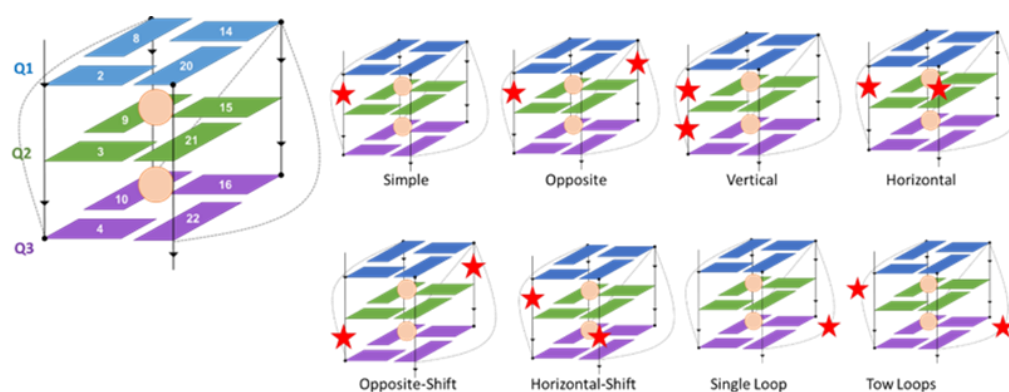 8 14
Q1 2 20
9 15
Q2 3 21
10 16
Q3 4 22
Simple Opposite Vertical Horizontal
Opposite-Shift Horizontal-Shift Single Loop Tow Loops